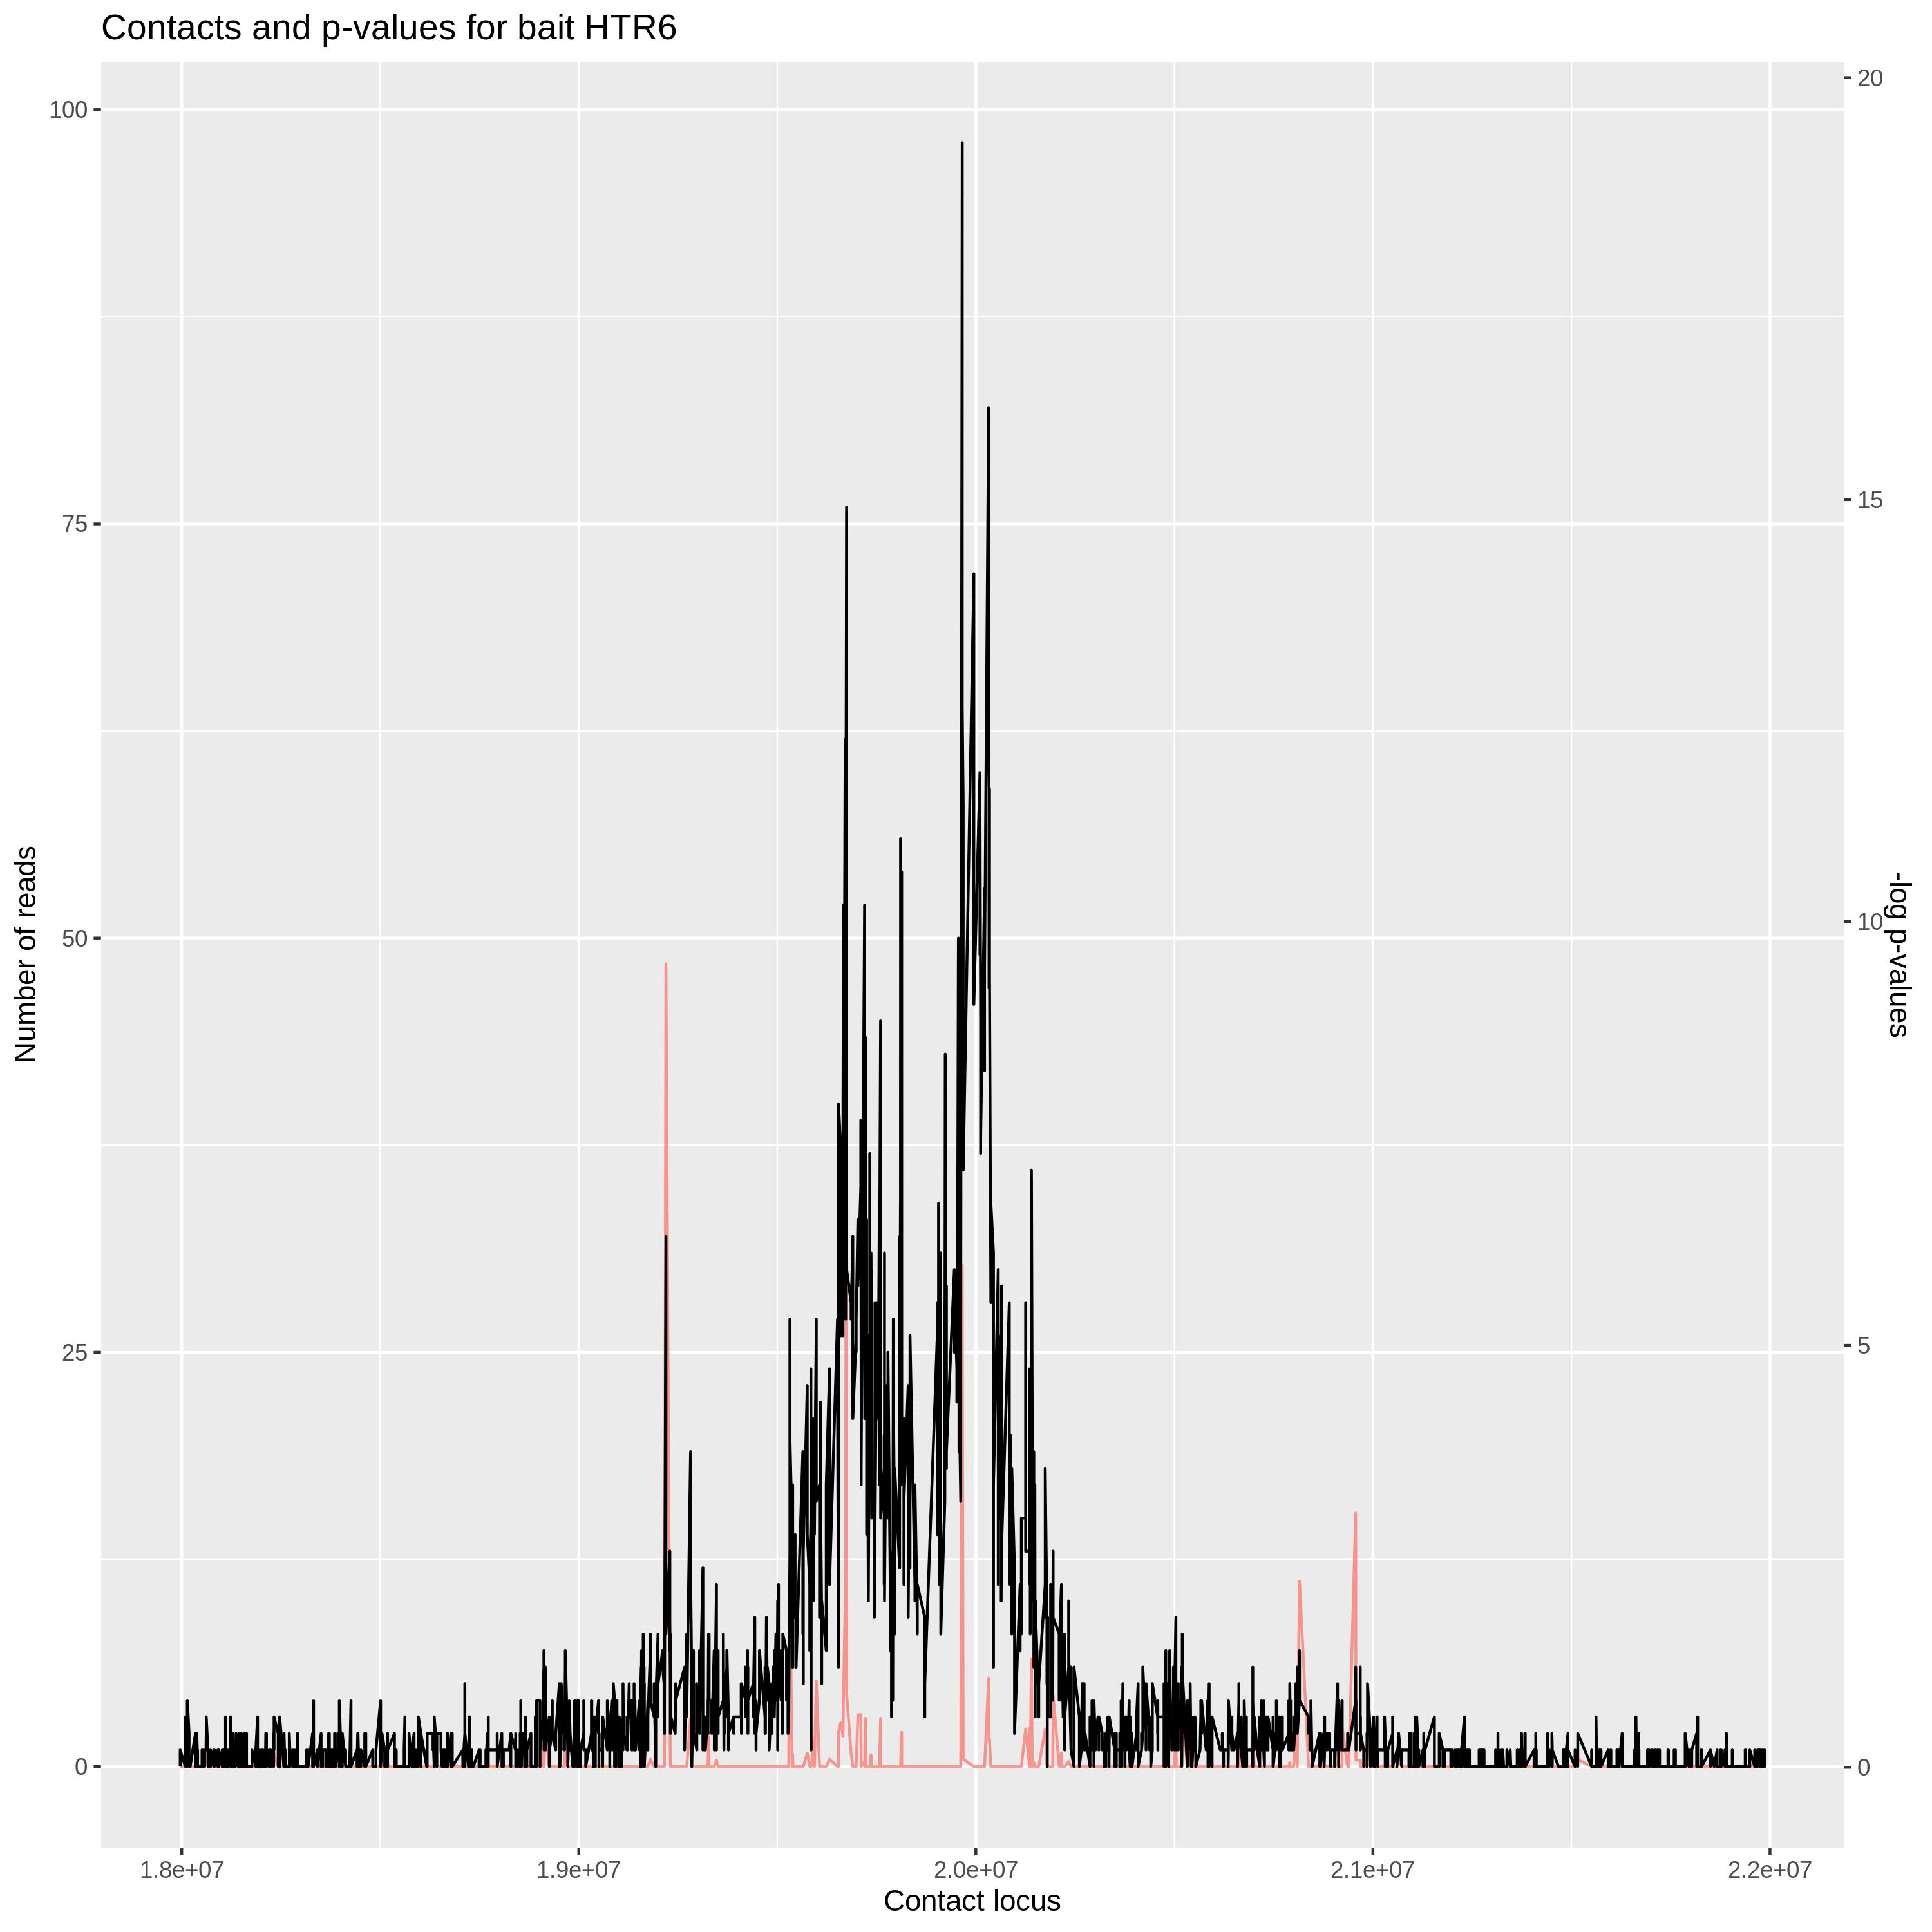 Contacts and p-values for bait HTR6
Number of reads
100
75
50
25
0
20
15
10
5
0
-log p-values
1.8e+07 1.9e+07 2.0e+07 2.1e+07 2.2e+07
Contact locus